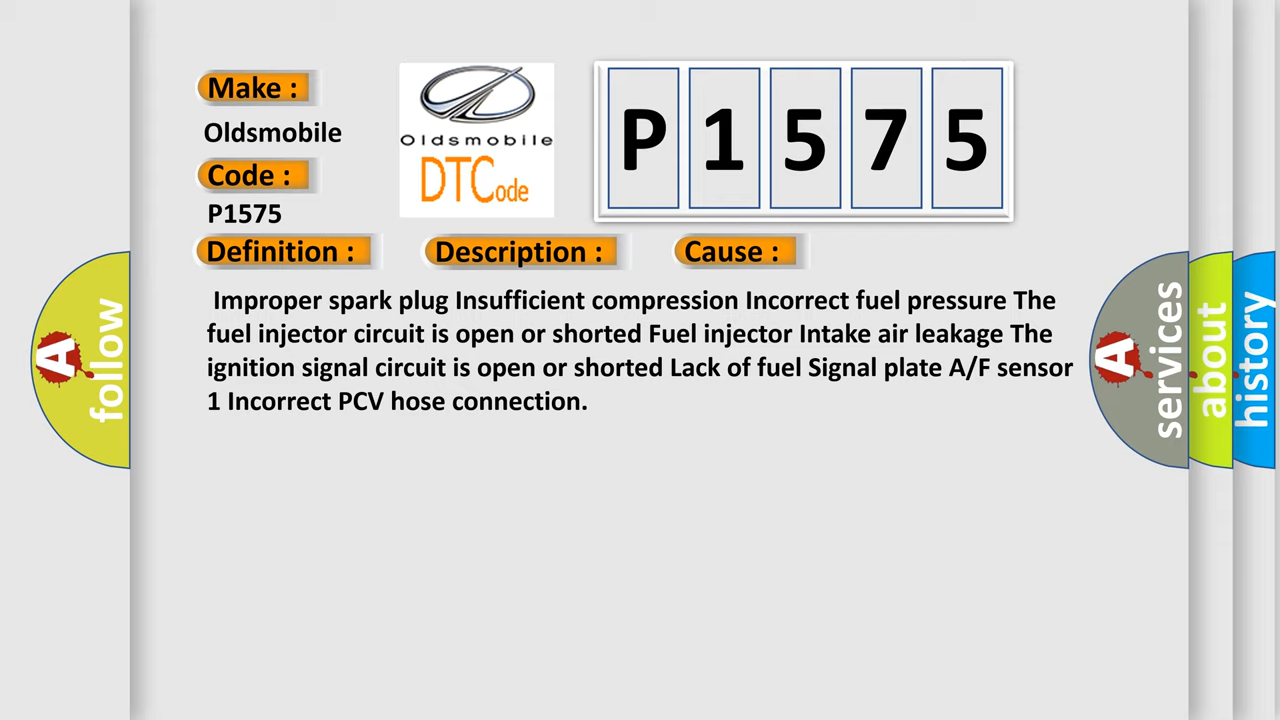 Make :
Oldsmobile
Code :
P1575
Oldsmobile
DTCode
P 1 5 7 5
Definition :
Description :
Cause :
Improper spark plug Insufficient compression Incorrect fuel pressure The
fuel injector circuit is open or shorted Fuel injector Intake air leakage The
ignition signal circuit is open or shorted Lack of fuel Signal plate A/F sensor
1 Incorrect PCV hose connection.
A follow
A services
about
history